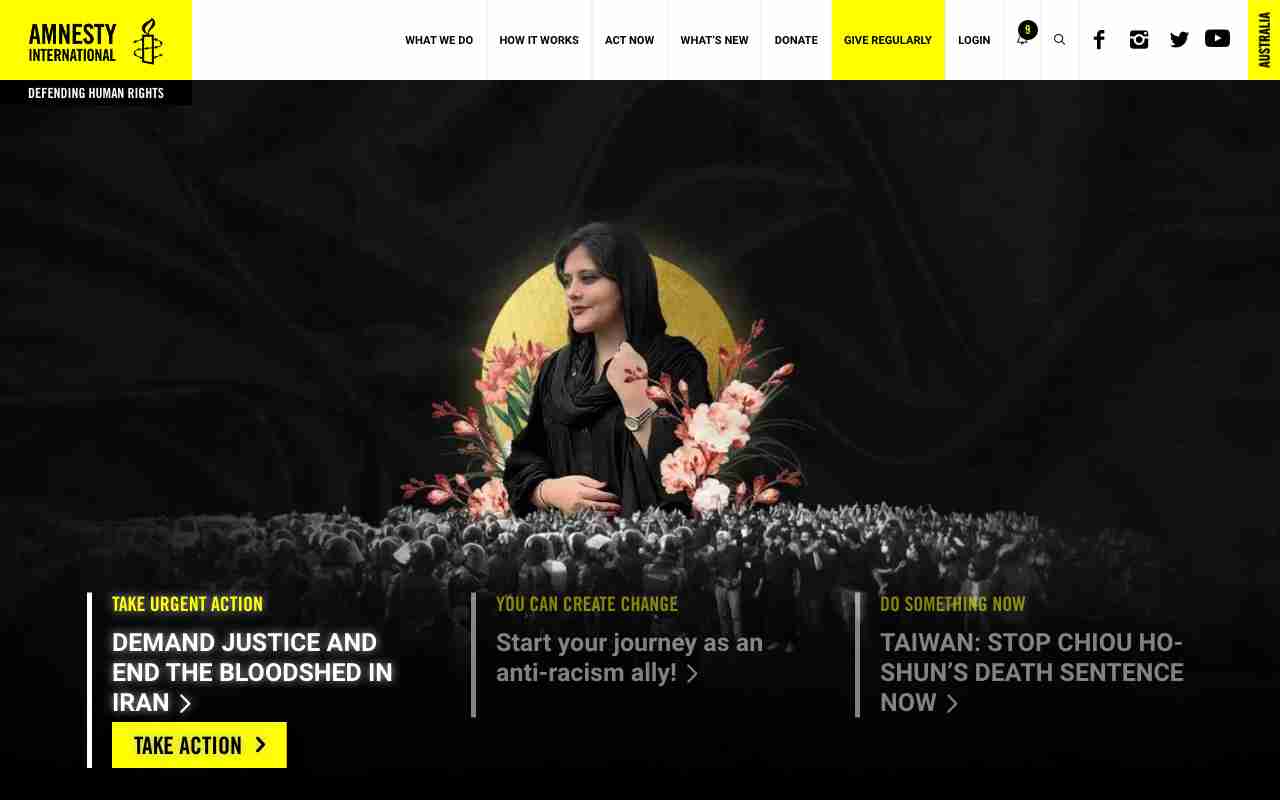 AMNESTY
INTERNATIONAL
WHAT WE DO
HOW IT WORKS
ACT NOW
WHAT'S NEW
DONATE
GIVE REGULARLY
LOGIN
9
AUSTRALIA
DEFENDING HUMAN RIGHTS
TAKE URGENT ACTION
DEMAND JUSTICE AND
END THE BLOODSHED IN
IRAN
TAKE ACTION
YOU CAN CREATE CHANGE
Start your journey as an
anti-racism ally!
DO SOMETHING NOW
TAIWAN: STOP CHIOU HO-
SHUN’S DEATH SENTENCE
NOW